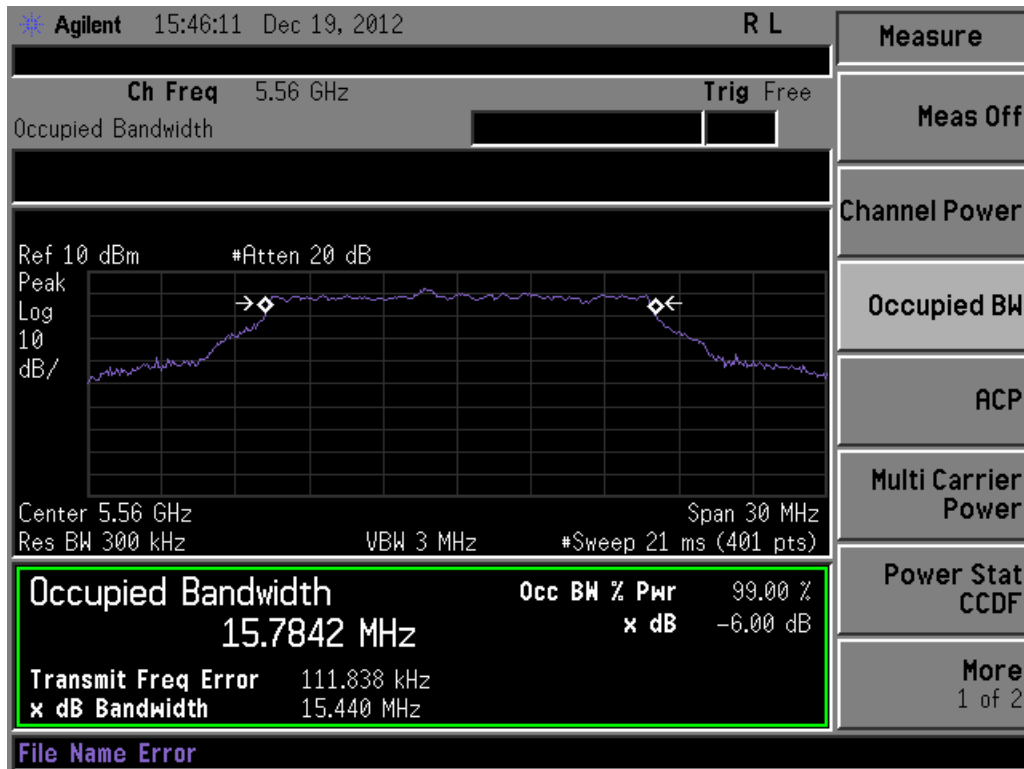 Agilent 15:46:11 Dec 19, 2012 R L
Measure
Ch Freq 5.56 GHz Trig Free
Occupied Bandwidth
Meas Off
Channel Power
Occupied BW
ACP
Multi Carrier
Power
Power Stat
CCDF
More
1 of 2
Ref 10 dBm #Atten 20 dB
Peak
Log
10
dB/
Center 5.56 GHz Span 30 MHz
Res BW 300 kHz VBW 3 MHz #Sweep 21 ms (401 pts)
Occupied Bandwidth Occ BW % Pwr 99.00 %
15.7842 MHz x dB -6.00 dB
Transmit Freq Error 111.838 kHz
x dB Bandwidth 15.440 MHz
File Name Error